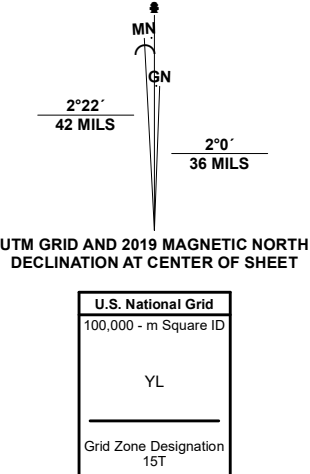 MN
GN
2°22´
42 MILS
2°0´
36 MILS
UTM GRID AND 2019 MAGNETIC NORTH
DECLINATION AT CENTER OF SHEET
U.S. National Grid
100,000 - m Square ID
YL
Grid Zone Designation
15T